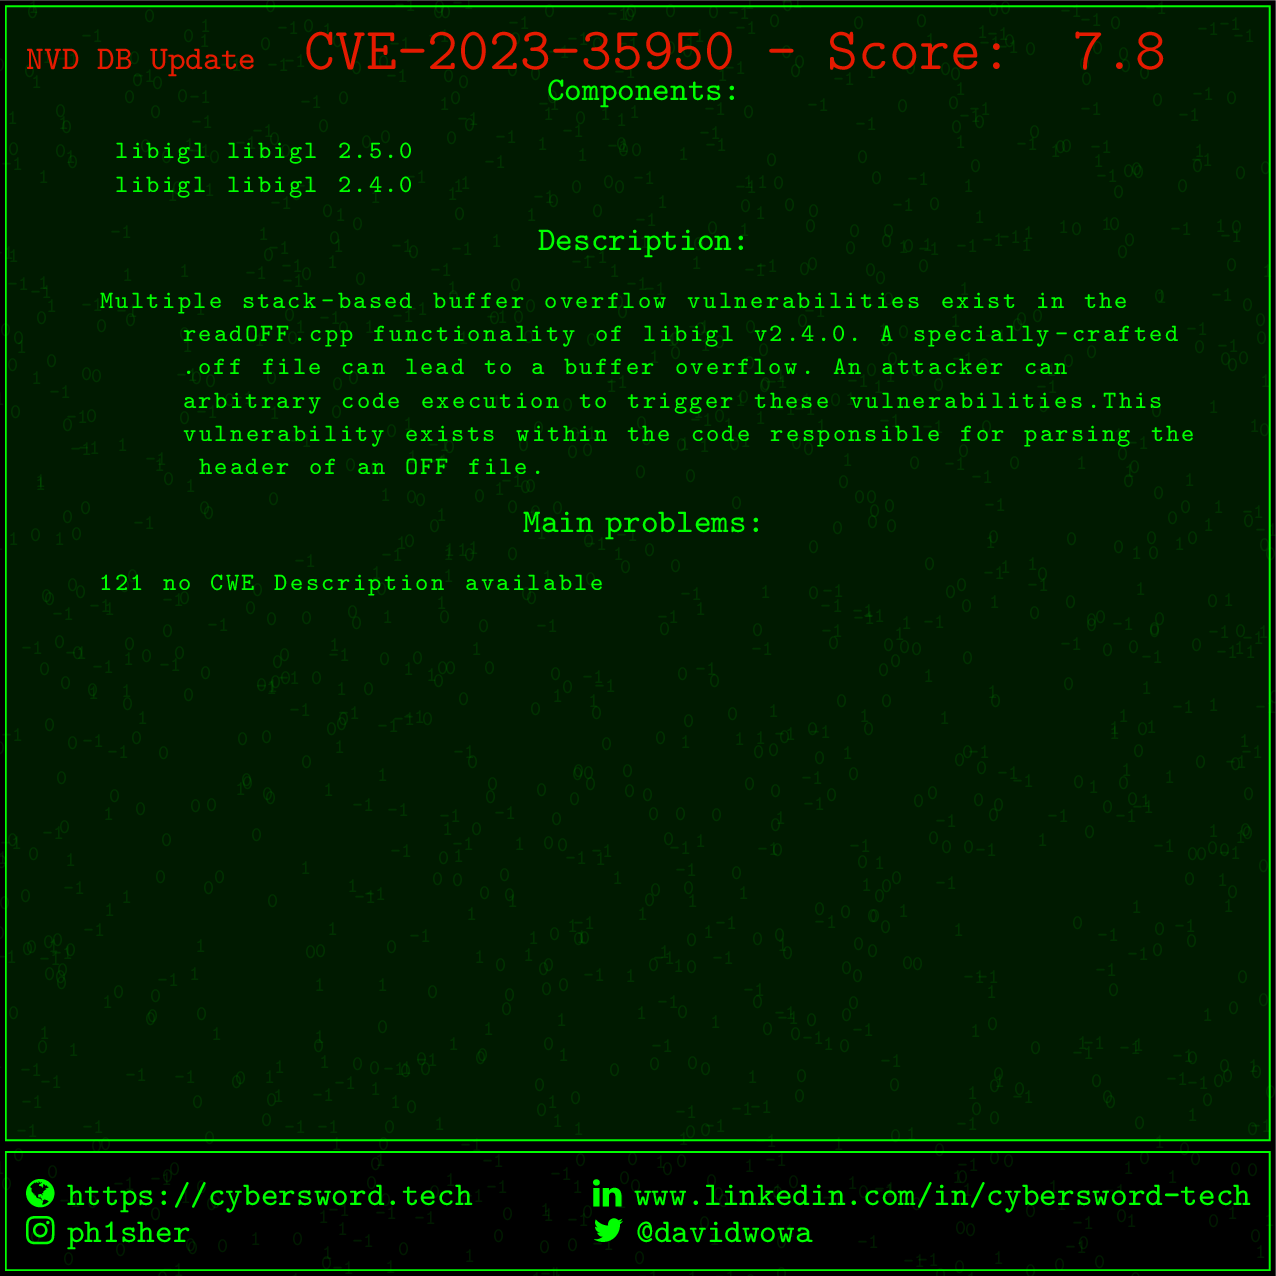 NVD DB Update CVE-2023-35950 - Score: 7.8
Components:
libigl libigl 2.5.0
libigl libigl 2.4.0
Description:
Multiple stack-based buffer overflow vulnerabilities exist in the
readOFF.cpp functionality of libigl v2.4.0. A specially-crafted
.off file can lead to a buffer overflow. An attacker can
arbitrary code execution to trigger these vulnerabilities.This
vulnerability exists within the code responsible for parsing the
header of an OFF file.
Main problems:
121 no CWE Description available
https://cybersword.tech
www.linkedin.com/in/cybersword-tech
ph1sher
@davidwowa